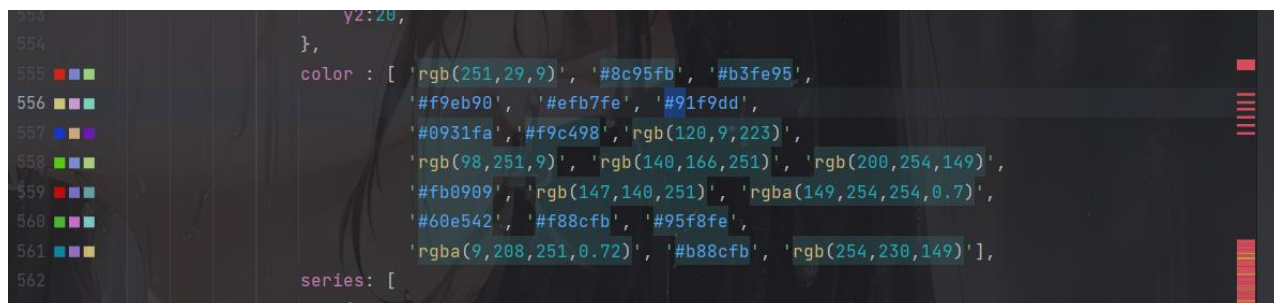 553 y2:20,
554 },
555 color : [ 'rgb(251,29,9)', '#8c95fb', '#b3fe95',
556 '#f9eb90', '#efb7fe', '#91f9dd',
557 '#0931fa','#f9c498','rgb(120,9,223)',
558 'rgb(98,251,9)', 'rgb(140,166,251)', 'rgb(200,254,149)',
559 '#fb0909', 'rgb(147,140,251)', 'rgba(149,254,254,0.7)',
560 '#60e542', '#f88cfb', '#95f8fe',
561 'rgba(9,208,251,0.72)', '#b88cfb', 'rgb(254,230,149)'],
562 series: [